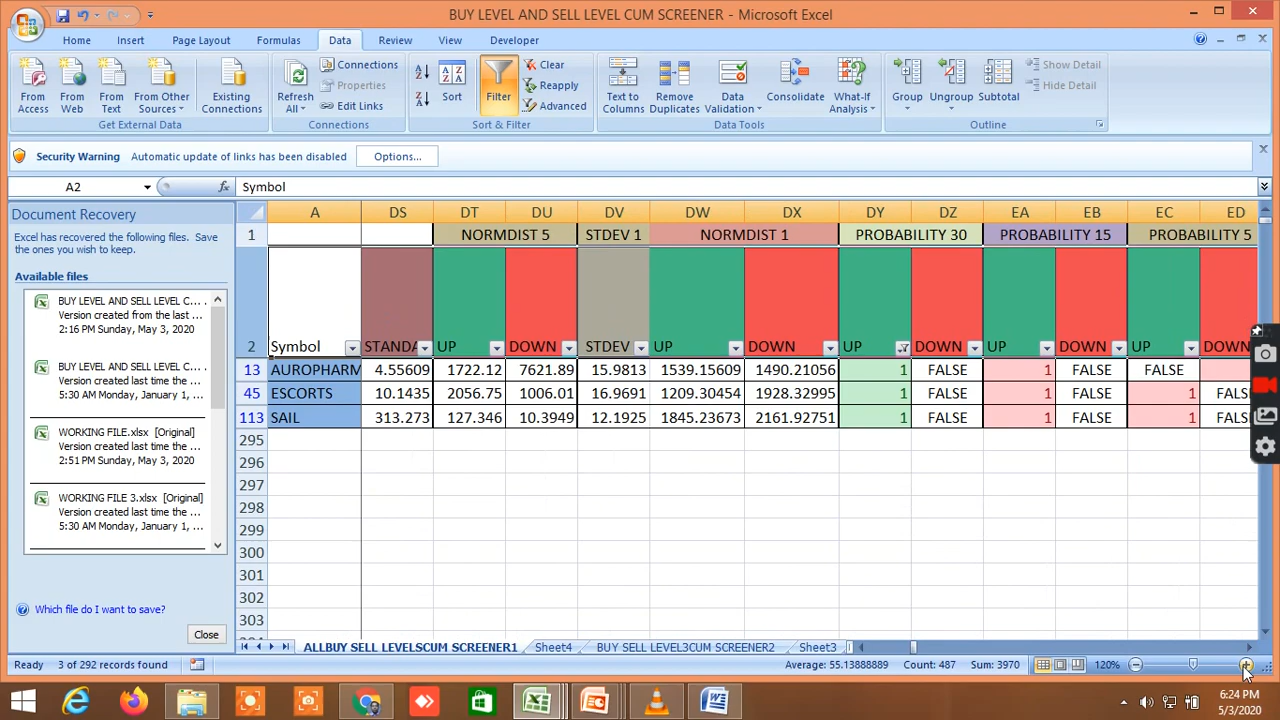 BUY LEVEL AND SELL LEVEL CUM SCREENER - Microsoft Excel
Home Insert Page Layout Formulas Data Review View Developer
From Access
From Web
From Text
From Other Sources
Existing Connections
Get External Data
Refresh All
Connections
Properties
Edit Links
Connections
Sort
Filter
Clear
Reapply
Advanced
Sort & Filter
Text to Columns
Remove Duplicates
Data Validation
Consolidate
What-If Analysis
Data Tools
Group
Ungroup
Subtotal
Show Detail
Hide Detail
Outline
Security Warning Automatic update of links has been disabled Options...
A2 fx Symbol
Document Recovery
Excel has recovered the following files. Save
the ones you wish to keep.
Available files
BUY LEVEL AND SELL LEVEL C...
Version created from the last ...
2:16 PM Sunday, May 3, 2020
BUY LEVEL AND SELL LEVEL C...
Version created last time the ...
5:30 AM Monday, January 1, ...
WORKING FILE.xlsx [Original]
Version created last time the ...
2:51 PM Sunday, May 3, 2020
WORKING FILE 3.xlsx [Original]
Version created last time the ...
5:30 AM Monday, January 1, ...
Which file do I want to save?
Close
A DS DT DU DV DW DX DY DZ EA EB EC ED
1 NORMDIST 5 STDEV 1 NORMDIST 1 PROBABILITY 30 PROBABILITY 15 PROBABILITY 5
2 Symbol STANDA UP DOWN STDEV UP DOWN UP DOWN UP DOWN UP DOWN
13 AUROPHARM 4.55609 1722.12 7621.89 15.9813 1539.15609 1490.21056 1 FALSE 1 FALSE FALSE
45 ESCORTS 10.1435 2056.75 1006.01 16.9691 1209.30454 1928.32995 1 FALSE 1 FALSE 1 FALS
113 SAIL 313.273 127.346 10.3949 12.1925 1845.23673 2161.92751 1 FALSE 1 FALSE 1 FALS
295
296
297
298
299
300
301
302
303
ALLBUY SELL LEVELSCUM SCREENER1 Sheet4 BUY SELL LEVEL3CUM SCREENER2 Sheet3
Ready 3 of 292 records found Average: 55.13888889 Count: 487 Sum: 3970 120%
6:24 PM
5/3/2020